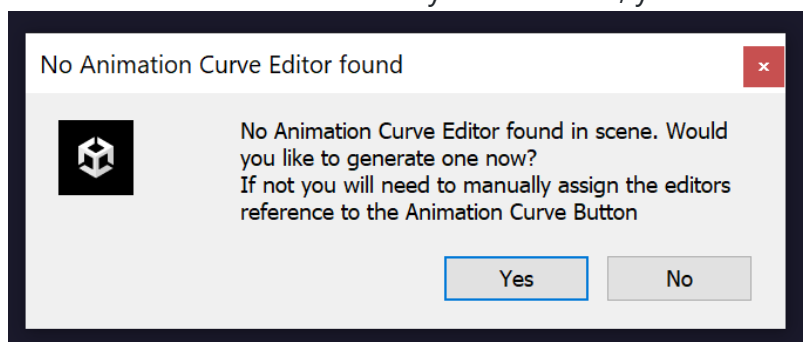 No Animation Curve Editor found
No Animation Curve Editor found in scene. Would
you like to generate one now?
If not you will need to manually assign the editors
reference to the Animation Curve Button
Yes
No